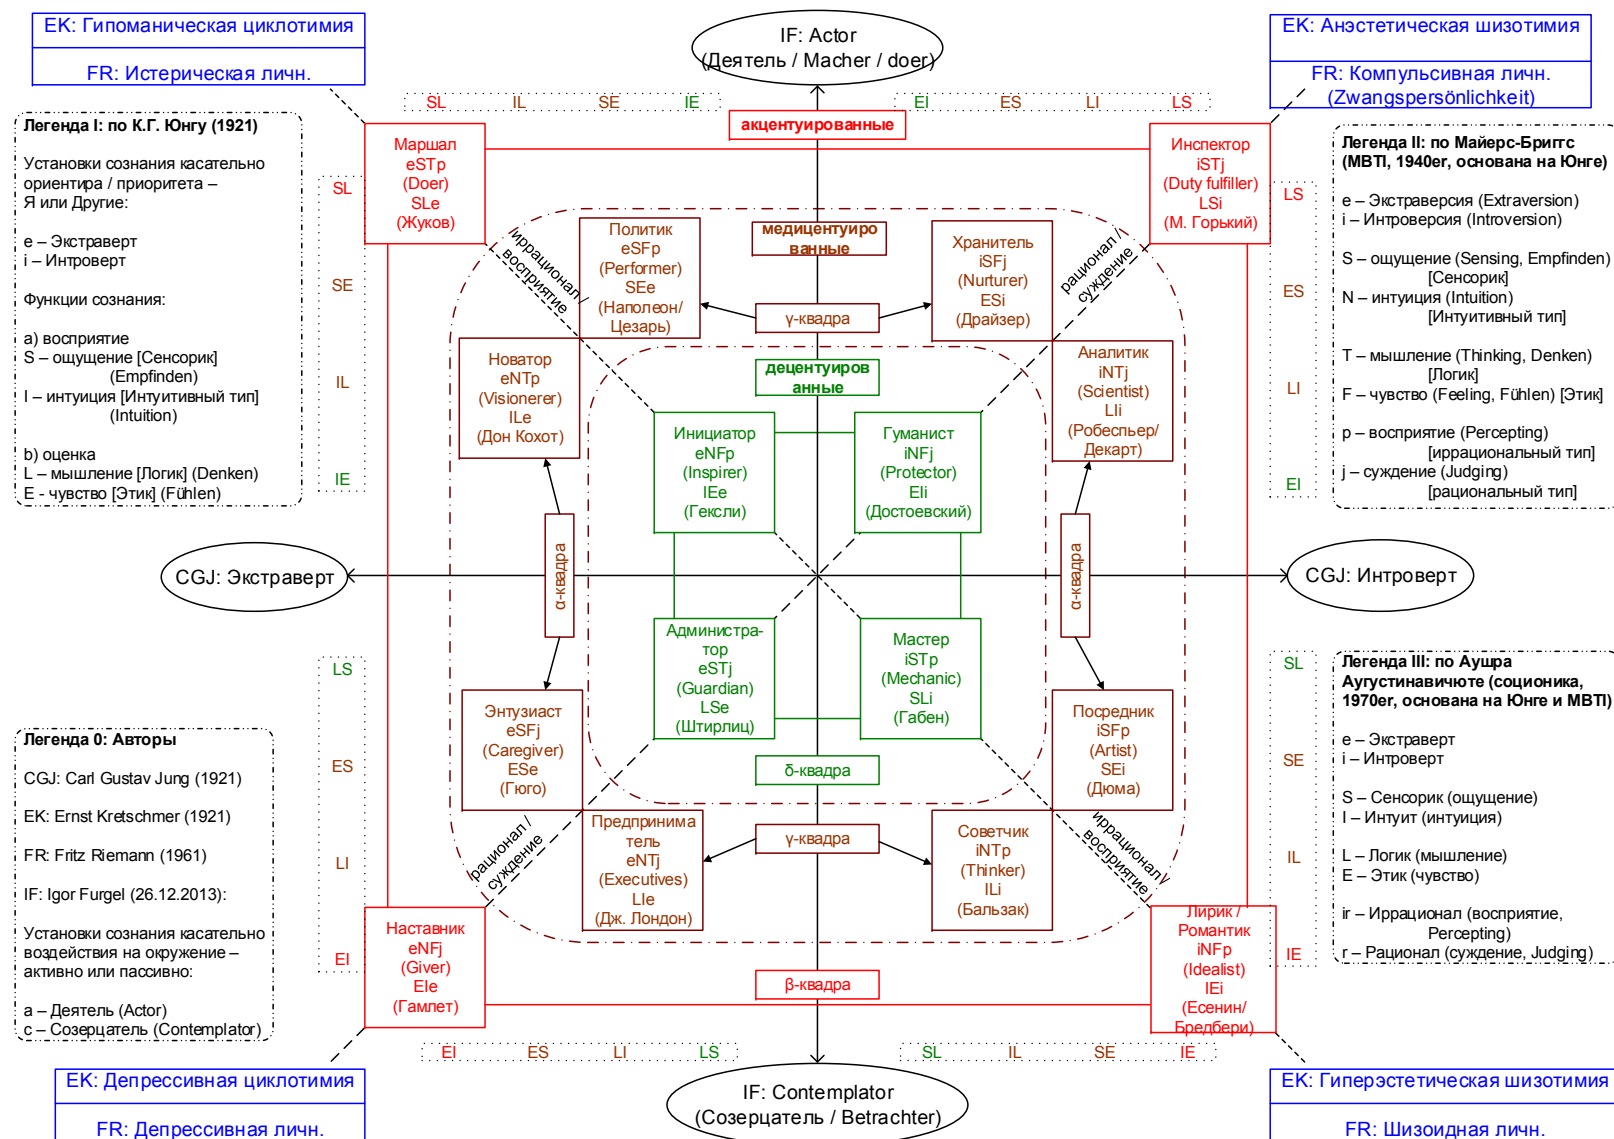 EK: Гипоманическая циклотимия
FR: Истерическая личн.
IF: Actor
(Деятель / Macher / doer)
EK: Анэстетическая шизотимия
FR: Компульсивная личн.
(Zwangspersönlichkeit)
SL IL SE IE
EI ES LI LS
акцентуированные
Легенда I: по К.Г. Юнгу (1921)
Установки сознания касательно
ориентира / приоритета –
Я или Другие:
e – Экстраверт
i – Интроверт
Функции сознания:
a) восприятие
S – ощущение [Сенсорик]
(Empfinden)
I – интуиция [Интуитивный тип]
(Intuition)
b) оценка
L – мышление [Логик] (Denken)
E - чувство [Этик] (Fühlen)
SL
SE
IL
IE
Маршал
eSTp
(Doer)
SLe
(Жуков)
Инспектор
iSTj
(Duty fulfiller)
LSi
(М. Горький)
LS
ES
LI
EI
Легенда II: по Майерс-Бриггс
(MBTI, 1940er, основана на Юнге)
e – Экстраверсия (Extraversion)
i – Интроверсия (Introversion)
S – ощущение (Sensing, Empfinden)
[Сенсорик]
N – интуиция (Intuition)
[Интуитивный тип]
T – мышление (Thinking, Denken)
[Логик]
F – чувство (Feeling, Fühlen) [Этик]
p – восприятие (Percepting)
[иррациональный тип]
j – суждение (Judging)
[рациональный тип]
иррационал /
восприятие
Политик
eSFp
(Performer)
SEe
(Наполеон/
Цезарь)
медицентуиро
ванные
Хранитель
iSFj
(Nurturer)
ESi
(Драйзер)
рационал /
суждение
γ-квадра
Новатор
eNTp
(Visionerer)
ILe
(Дон Кохот)
децентуиров
анные
Аналитик
iNTj
(Scientist)
LIi
(Робеспьер/
Декарт)
Инициатор
eNFp
(Inspirer)
IEe
(Гексли)
Гуманист
iNFj
(Protector)
EIi
(Достоевский)
CGJ: Экстраверт
α-квадра
α-квадра
CGJ: Интроверт
Администра-
тор
eSTj
(Guardian)
LSe
(Штирлиц)
Мастер
iSTp
(Mechanic)
SLi
(Габен)
LS
ES
LI
EI
Энтузиаст
eSFj
(Caregiver)
ESe
(Гюго)
Посредник
iSFp
(Artist)
SEi
(Дюма)
SL
SE
IL
IE
Легенда III: по Аушра
Аугустинавичюте (соционика,
1970er, основана на Юнге и MBTI)
e – Экстраверт
i – Интроверт
S – Сенсорик (ощущение)
I – Интуит (интуиция)
L – Логик (мышление)
E – Этик (чувство)
ir – Иррационал (восприятие,
Percepting)
r – Рационал (суждение, Judging)
Легенда 0: Авторы
CGJ: Carl Gustav Jung (1921)
EK: Ernst Kretschmer (1921)
FR: Fritz Riemann (1961)
IF: Igor Furgel (26.12.2013):
Установки сознания касательно
воздействия на окружение –
активно или пассивно:
a – Деятель (Actor)
c – Созерцатель (Contemplator)
δ-квадра
рационал /
суждение
Предпринима
тель
eNTj
(Executives)
LIe
(Дж. Лондон)
γ-квадра
Советчик
iNTp
(Thinker)
ILi
(Бальзак)
иррационал /
восприятие
Наставник
eNFj
(Giver)
EIe
(Гамлет)
β-квадра
Лирик /
Романтик
iNFp
(Idealist)
IEi
(Есенин/
Бредбери)
EI ES LI LS
SL IL SE IE
EK: Депрессивная циклотимия
FR: Депрессивная личн.
IF: Contemplator
(Созерцатель / Betrachter)
EK: Гиперэстетическая шизотимия
FR: Шизоидная личн.